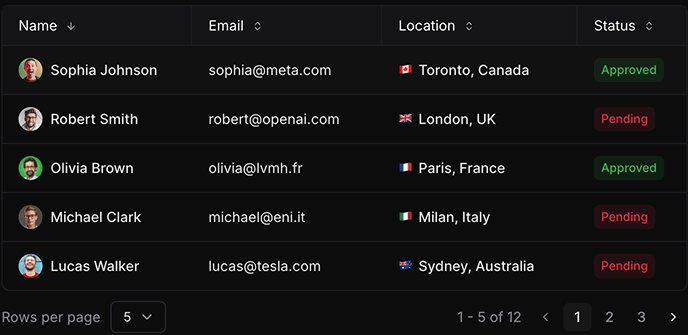 Name Email Location Status
Sophia Johnson sophia@meta.com Toronto, Canada Approved
Robert Smith robert@openai.com London, UK Pending
Olivia Brown olivia@lvmh.fr Paris, France Approved
Michael Clark michael@eni.it Milan, Italy Pending
Lucas Walker lucas@tesla.com Sydney, Australia Pending
Rows per page 5 1 - 5 of 12 1 2 3